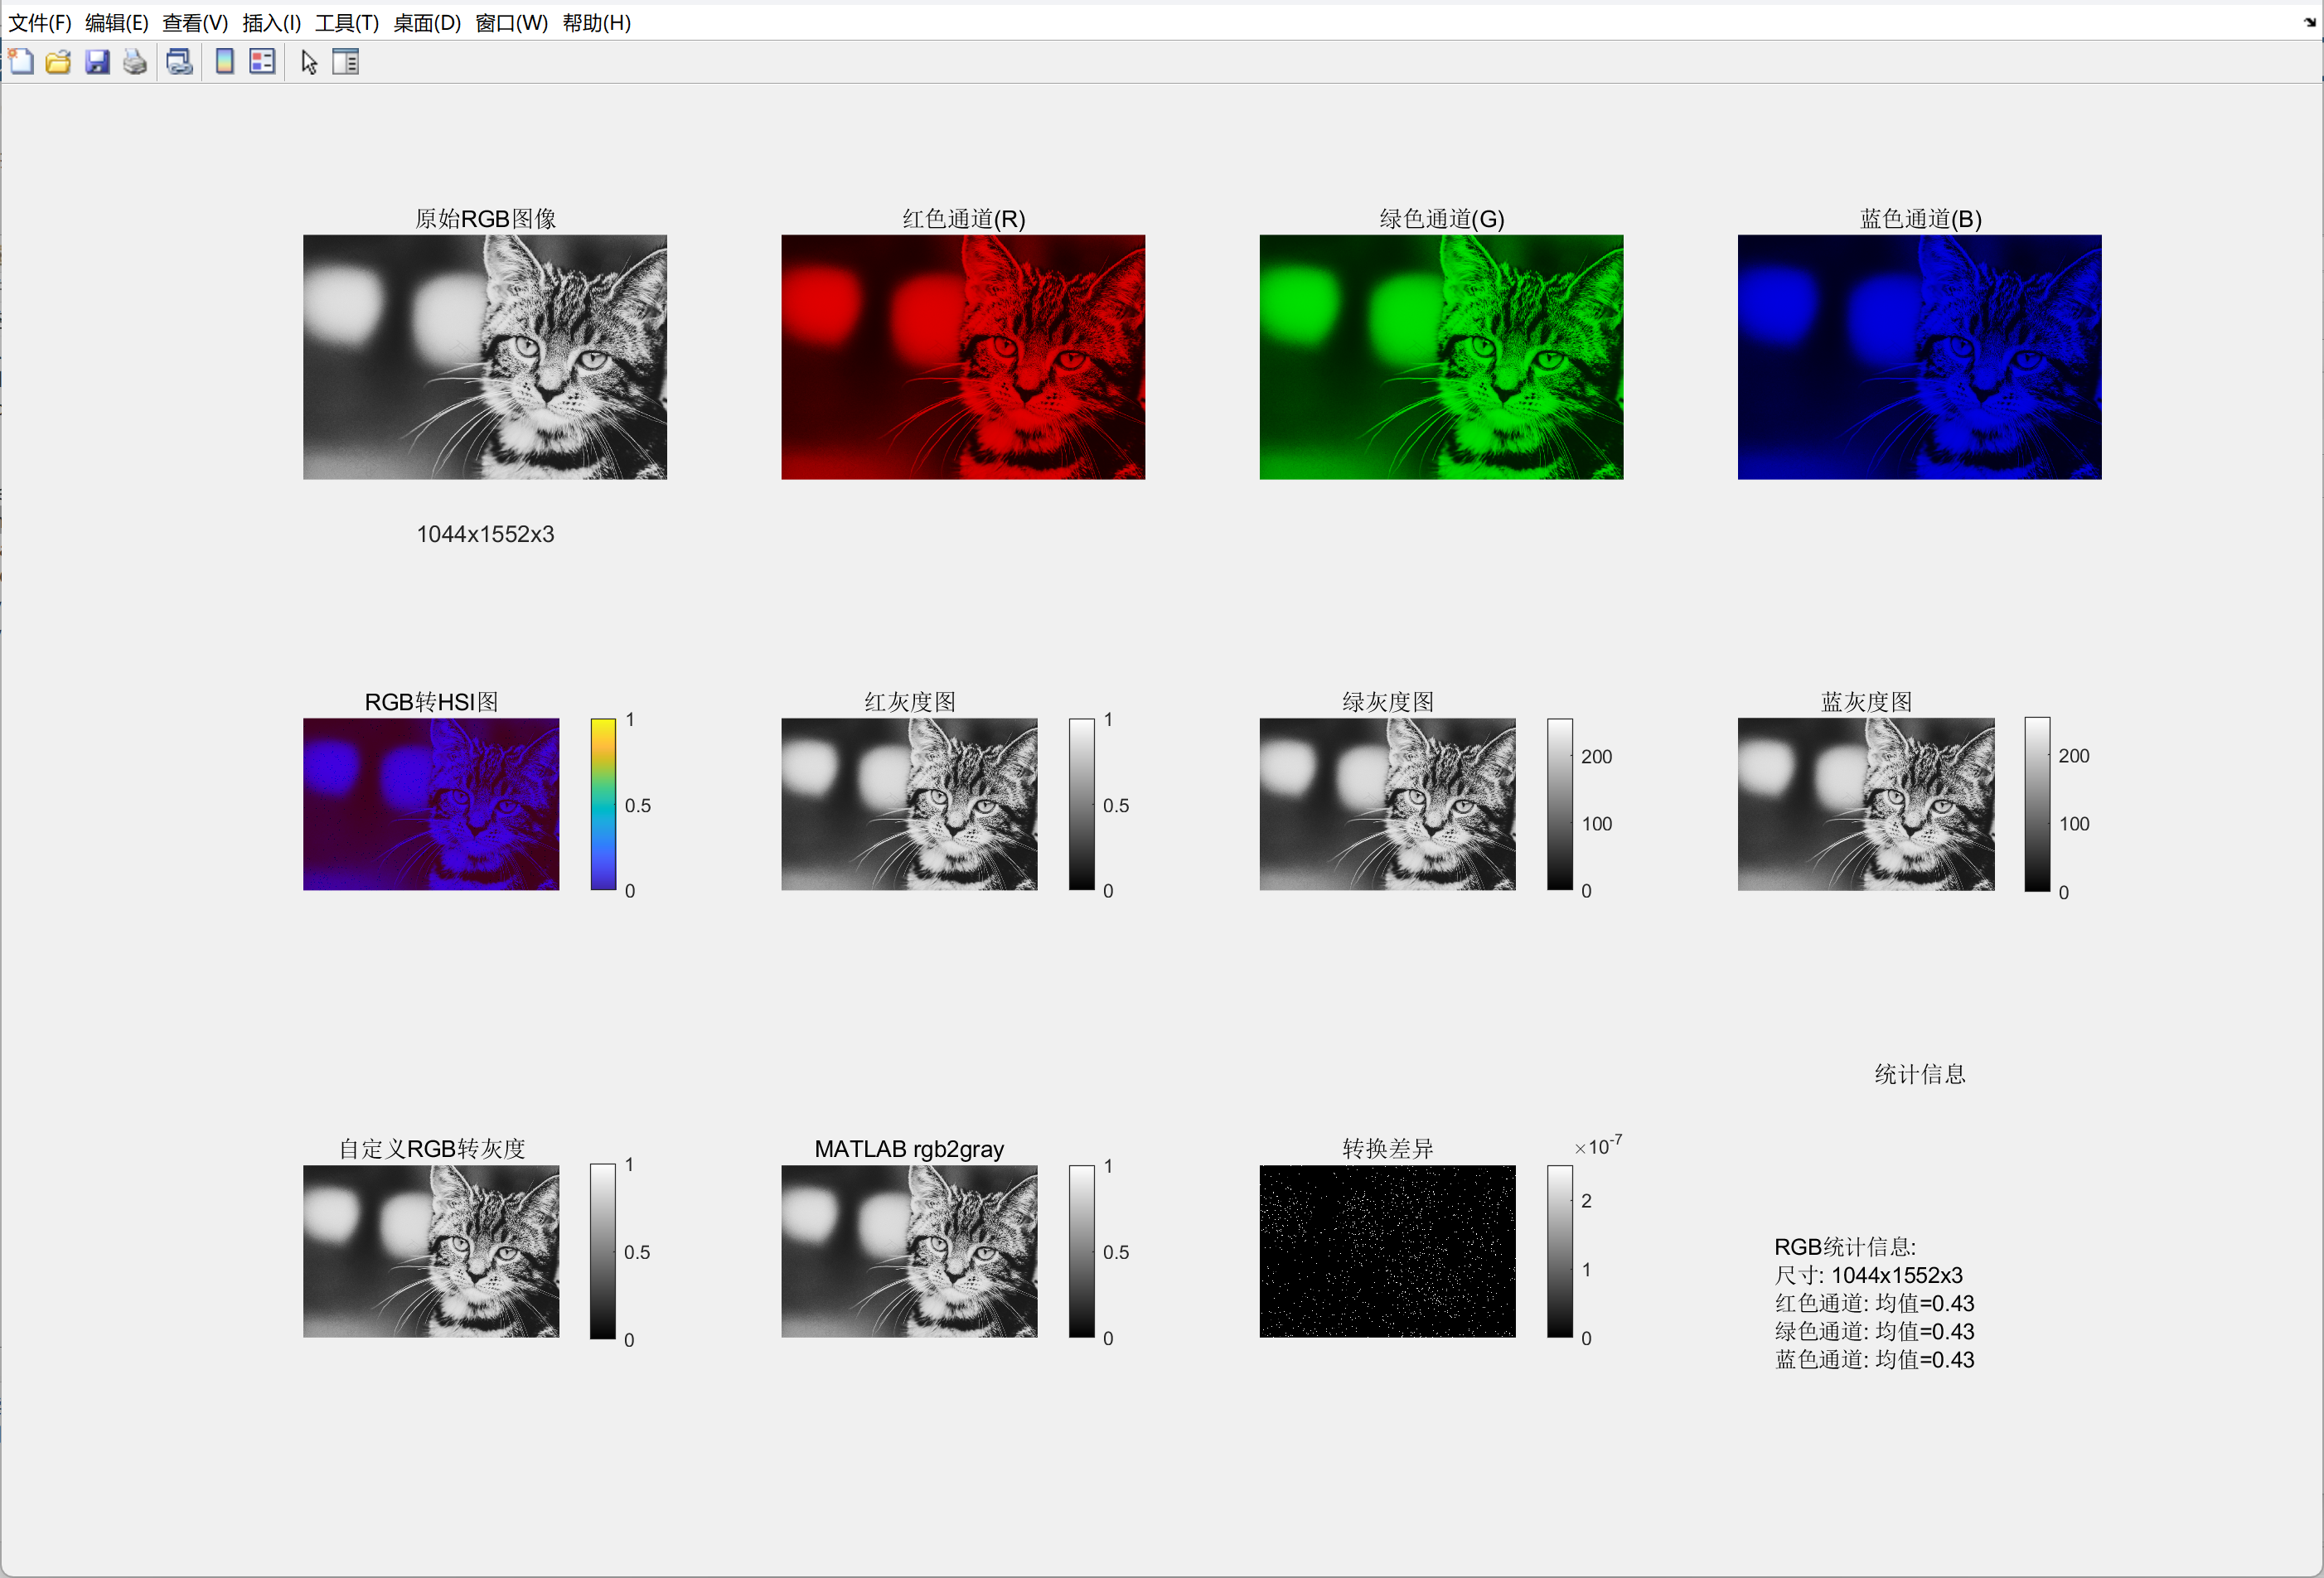 文件(F) 编辑(E) 查看(V) 插入(I) 工具(T) 桌面(D) 窗口(W) 帮助(H)
原始RGB图像
红色通道(R)
绿色通道(G)
蓝色通道(B)
1044x1552x3
RGB转HSI图
1
0.5
0
红灰度图
1
0.5
0
绿灰度图
200
100
0
蓝灰度图
200
100
0
自定义RGB转灰度
1
0.5
0
MATLAB rgb2gray
1
0.5
0
转换差异
×10-7
2
1
0
统计信息
RGB统计信息:
尺寸: 1044x1552x3
红色通道: 均值=0.43
绿色通道: 均值=0.43
蓝色通道: 均值=0.43